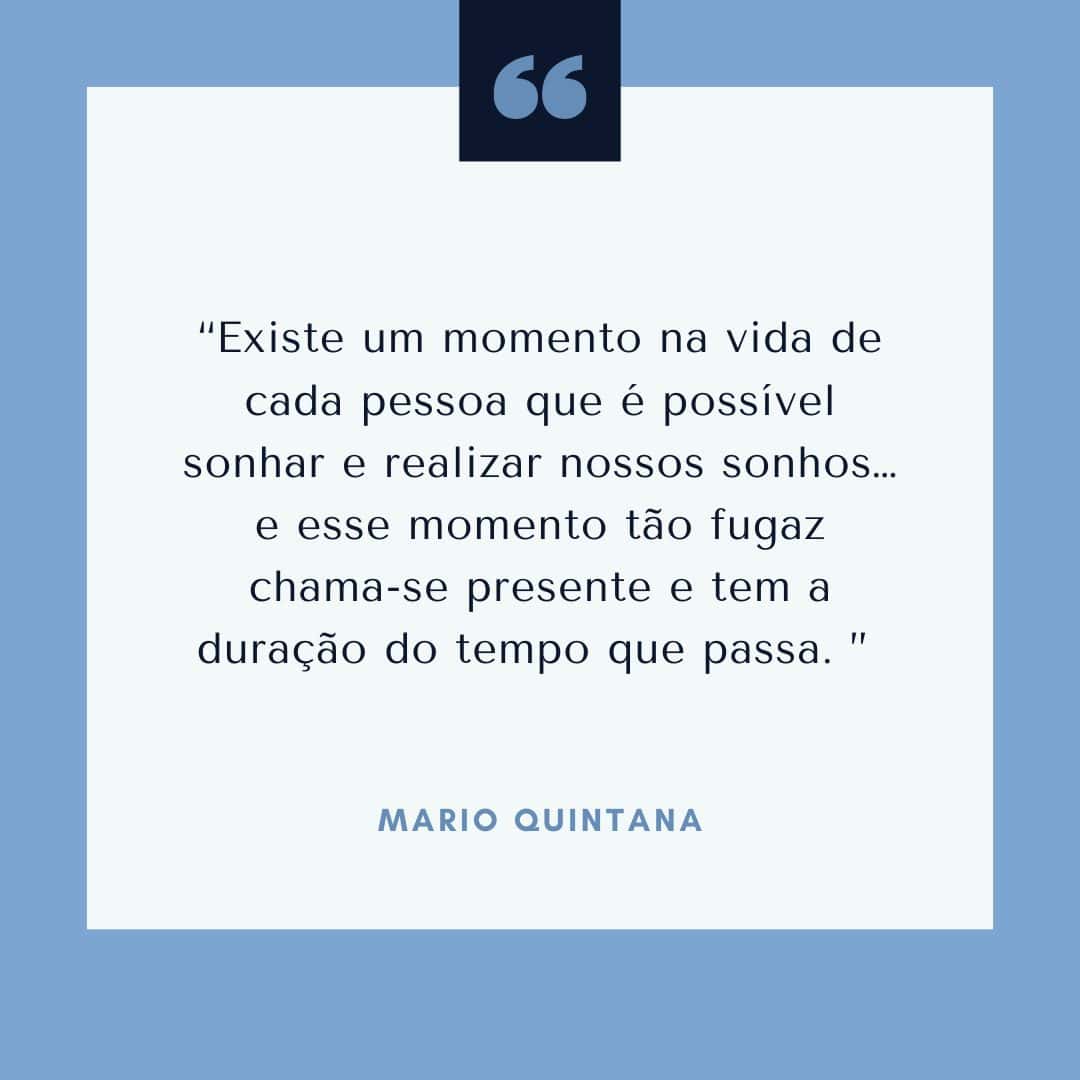 “
“Existe um momento na vida de
cada pessoa que é possível
sonhar e realizar nossos sonhos...
e esse momento tão fugaz
chama-se presente e tem a
duração do tempo que passa. ”
MARIO QUINTANA